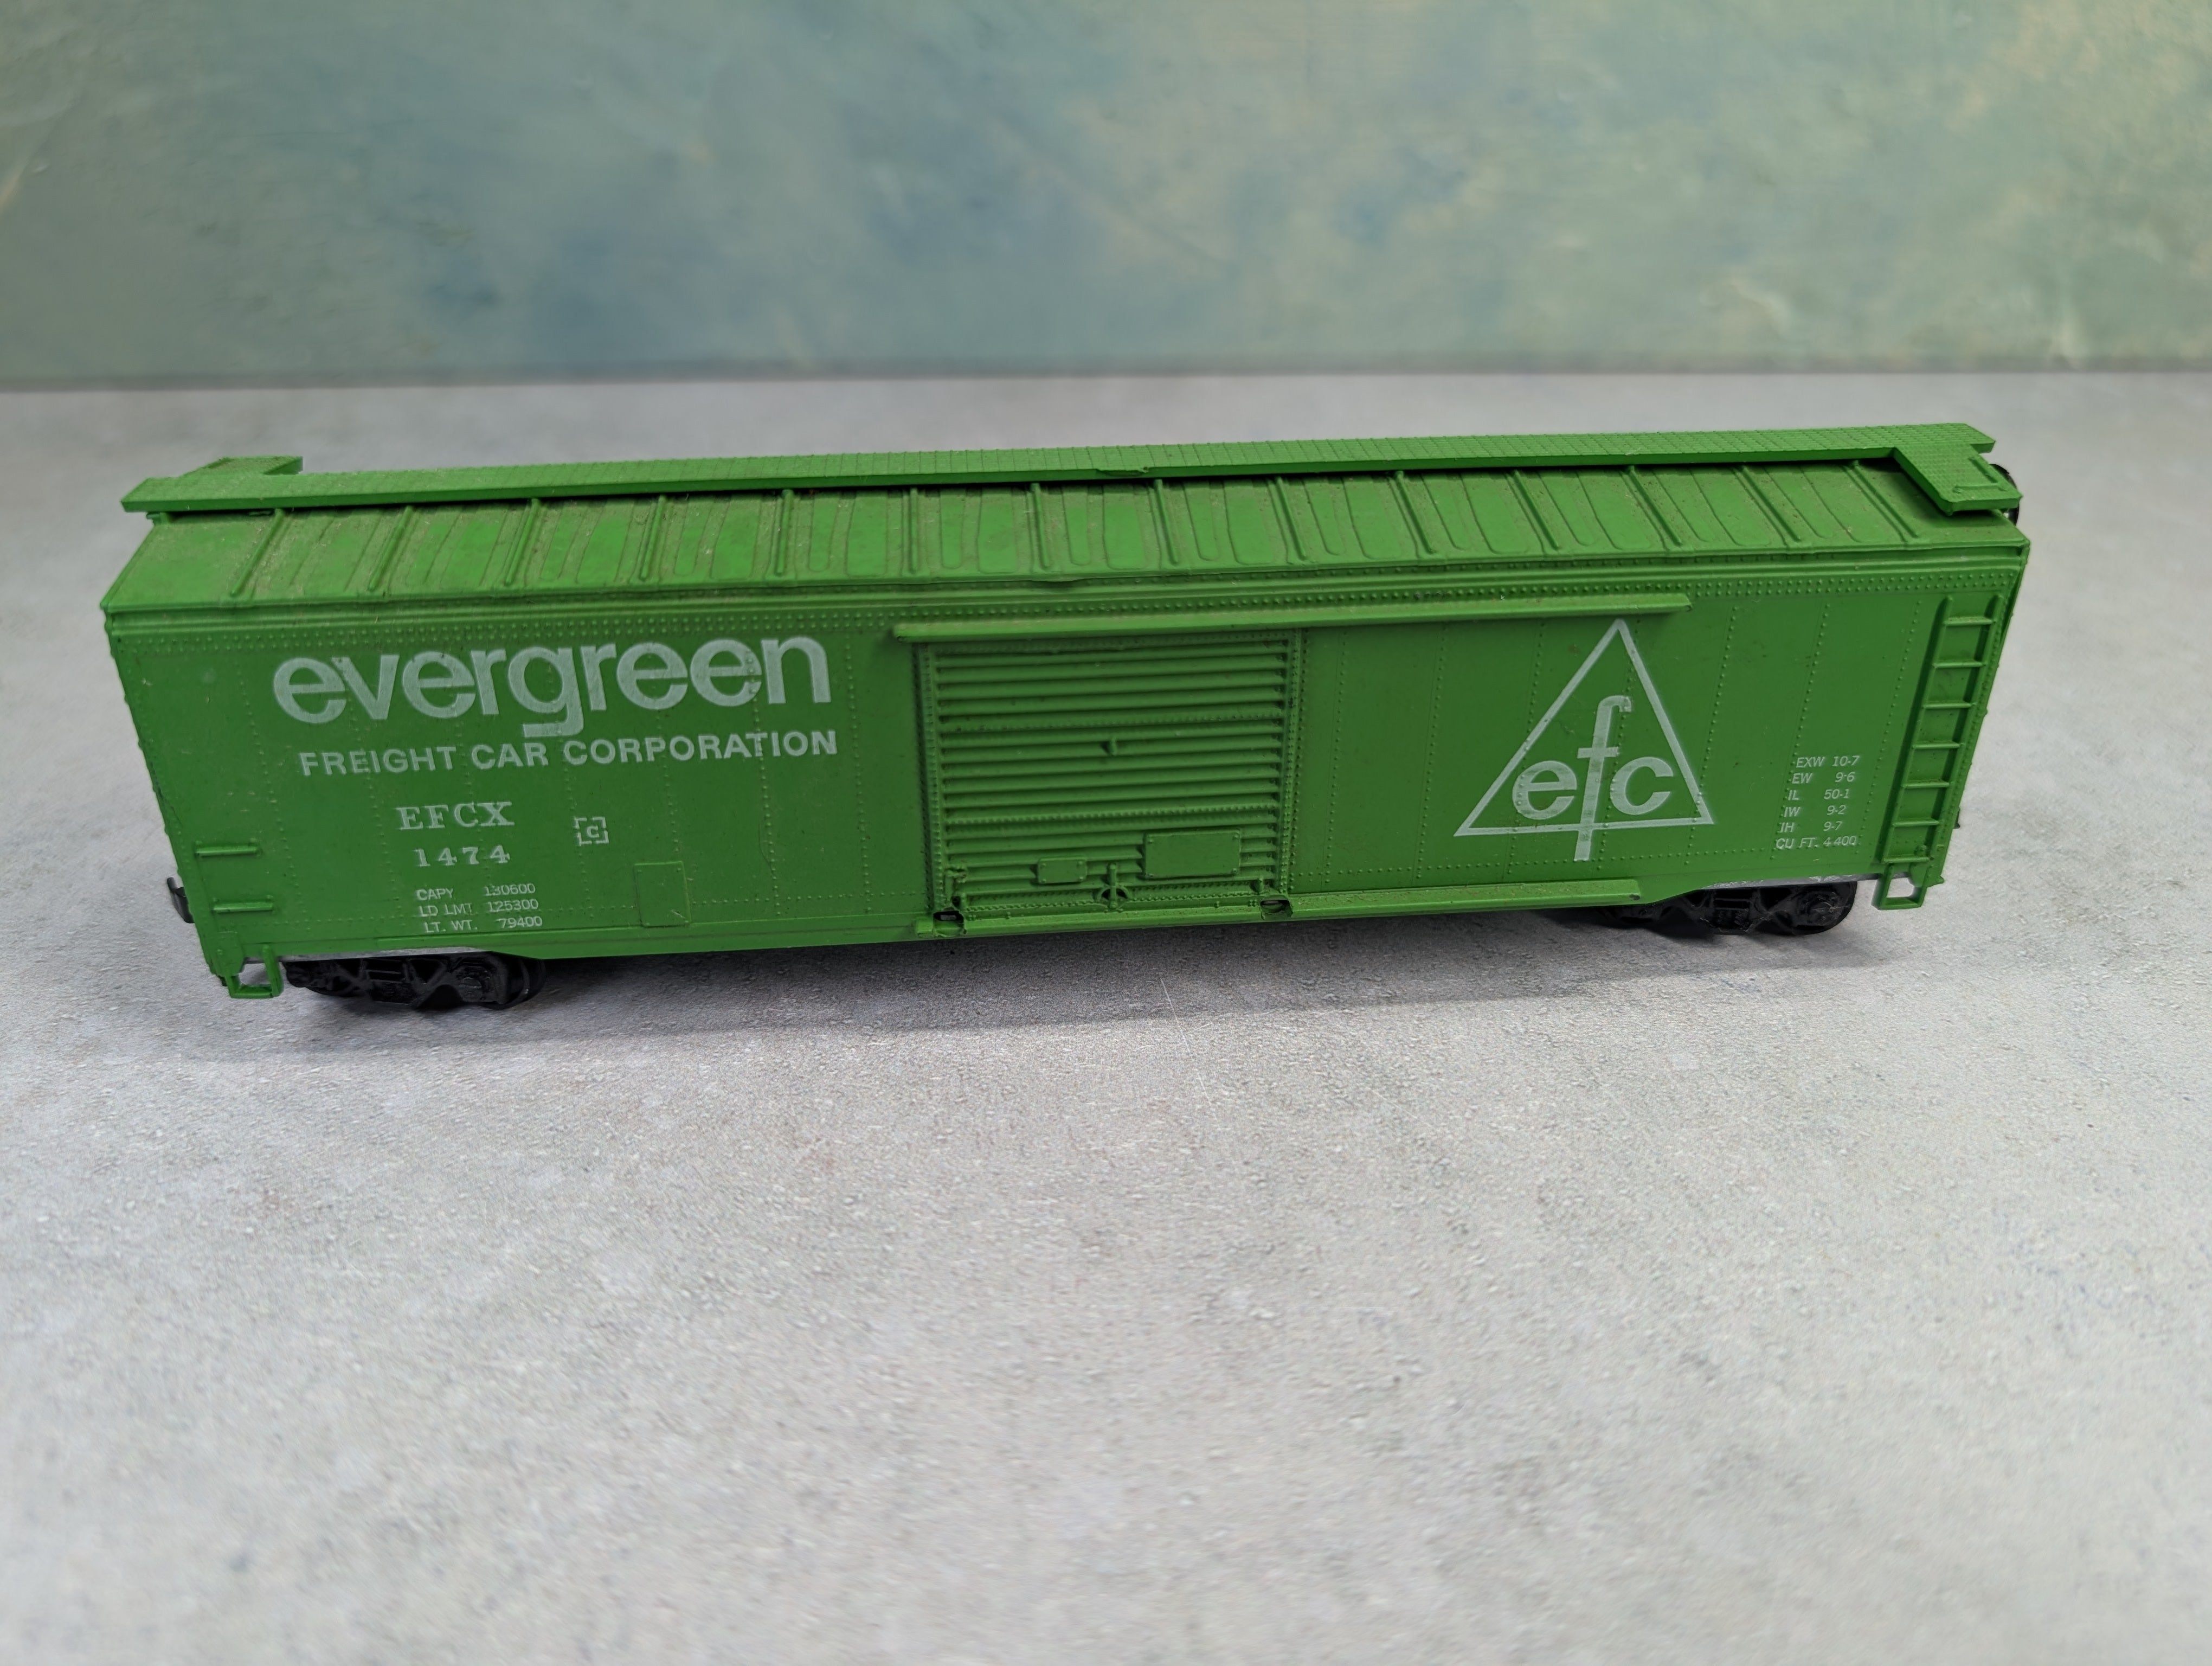 evergreen
FREIGHT CAR CORPORATION
EFCX
1474
C
CAPY 130600
LD LMT 125300
LT. WT. 79400
efc
EXW 10-7
EW 9-6
IL 50-1
IW 9-2
IH 9-7
CU FT. 4400